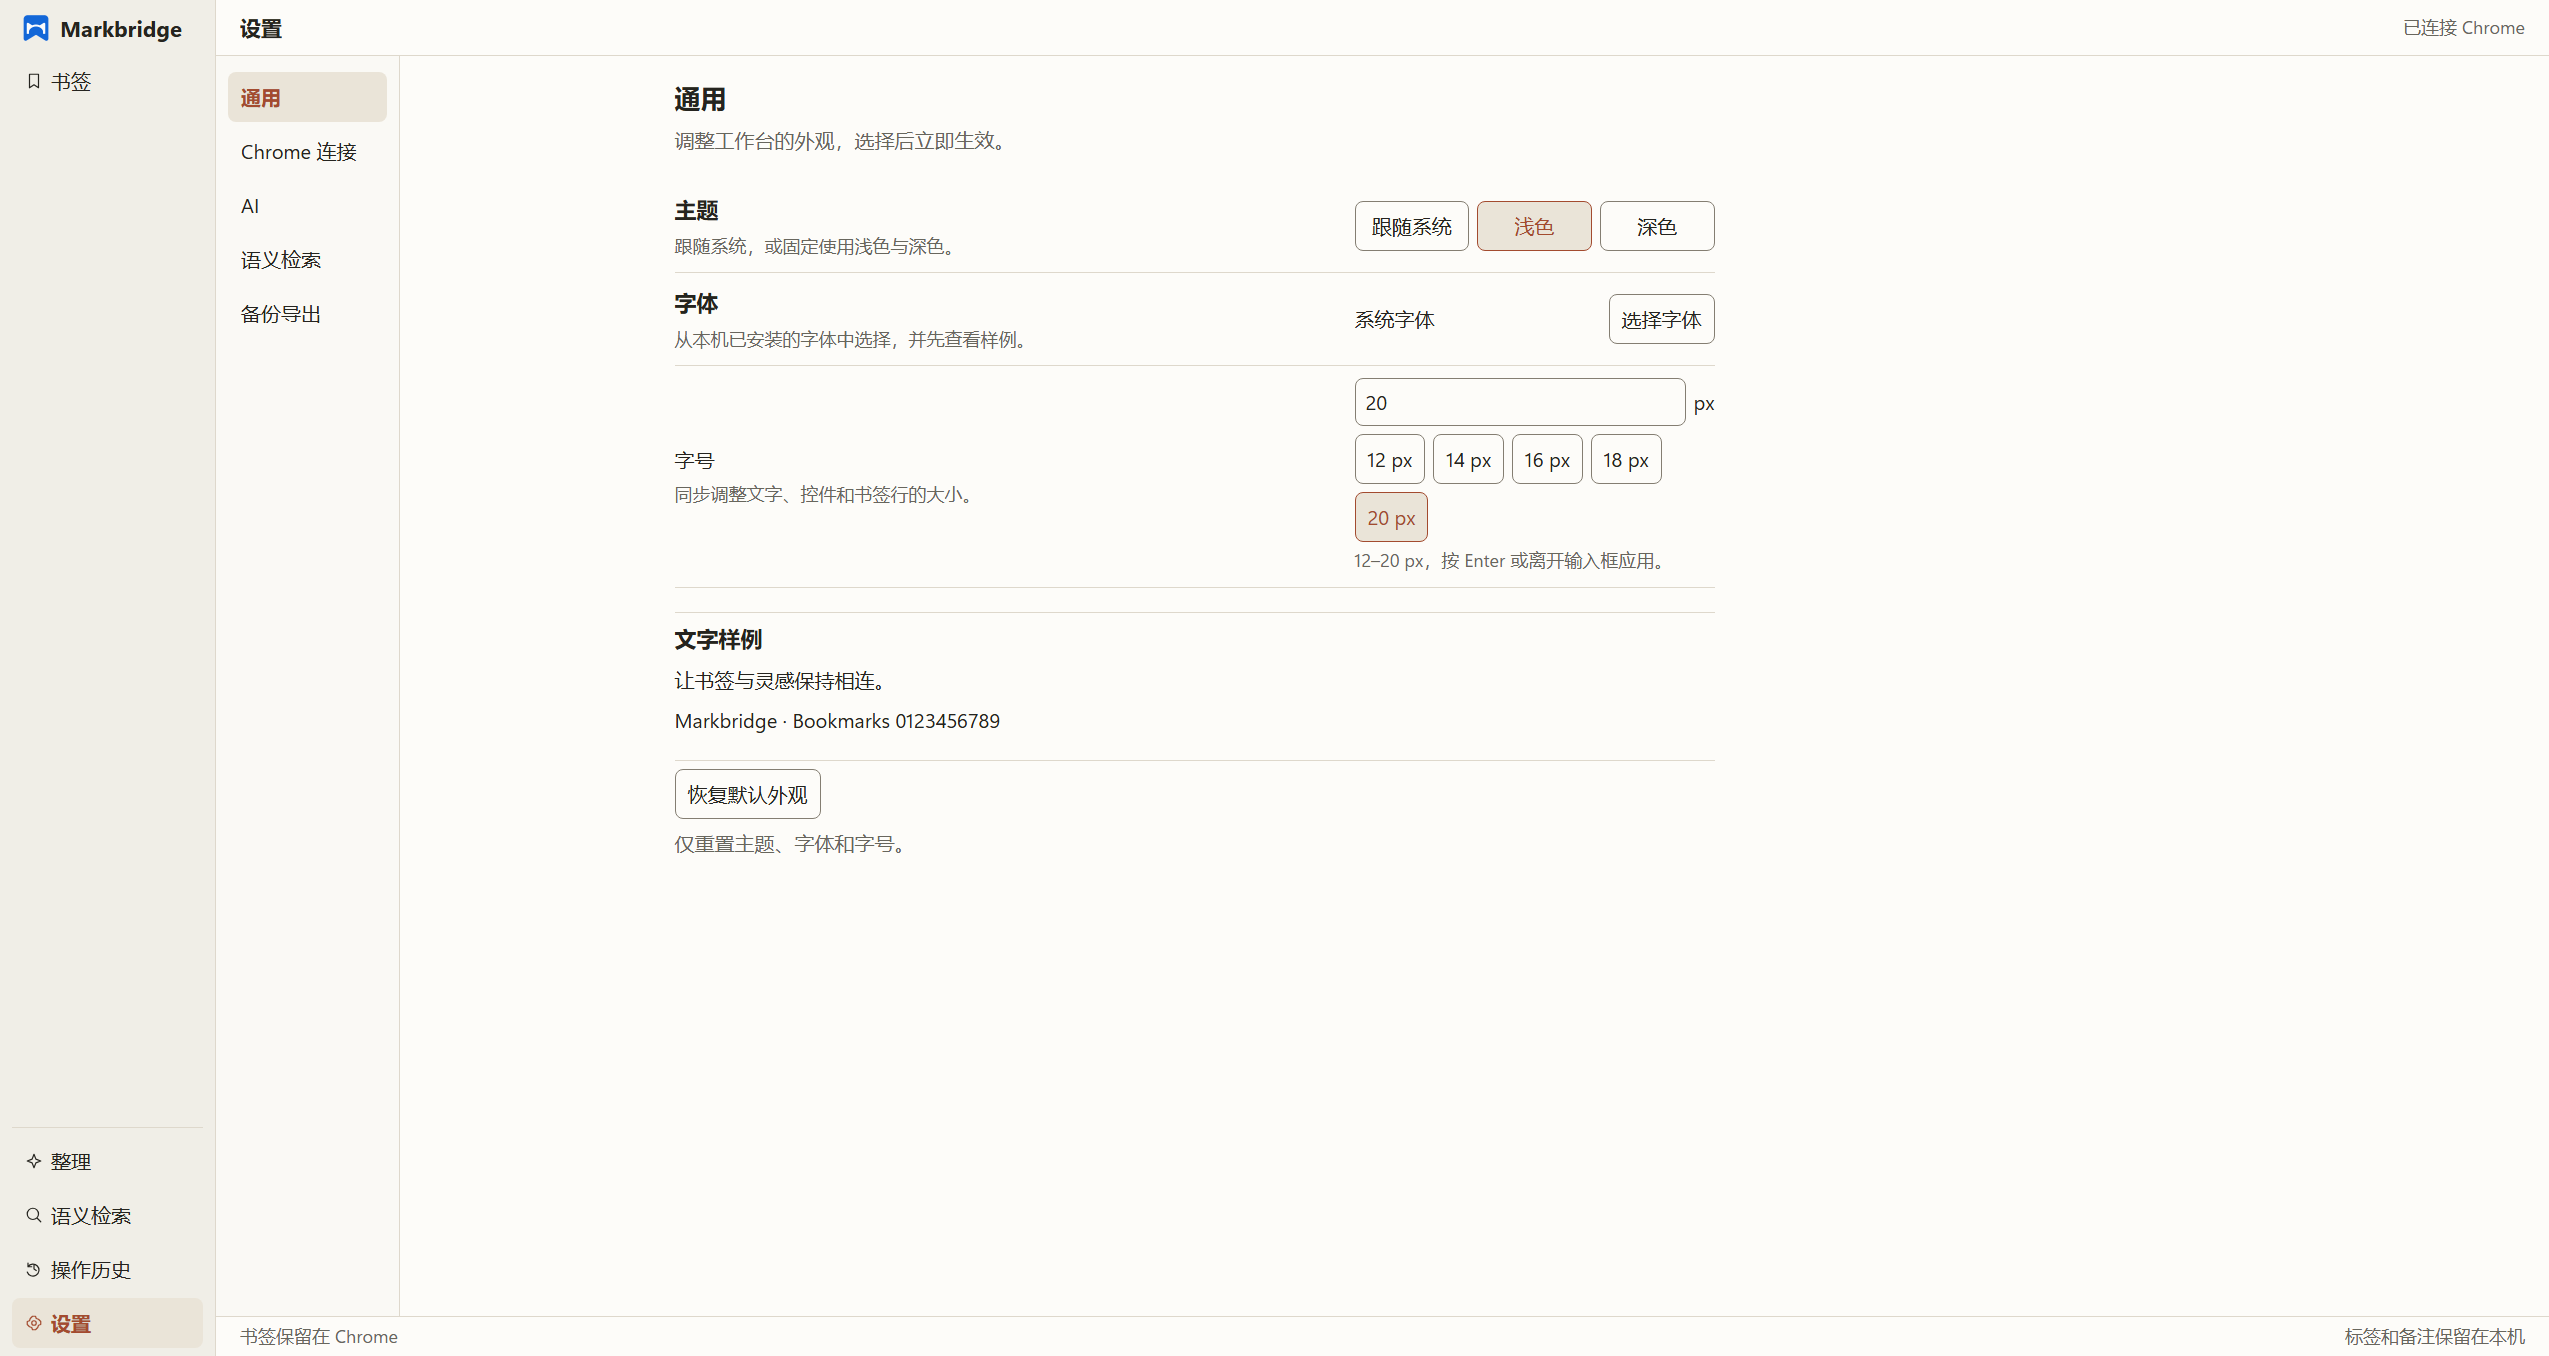 Markbridge
书签
整理
语义检索
操作历史
设置
设置
已连接 Chrome
通用
Chrome 连接
AI
语义检索
备份导出
通用
调整工作台的外观，选择后立即生效。
主题
跟随系统，或固定使用浅色与深色。
跟随系统 浅色 深色
字体
从本机已安装的字体中选择，并先查看样例。
系统字体 选择字体
字号
同步调整文字、控件和书签行的大小。
20 px
12 px 14 px 16 px 18 px
20 px
12–20 px，按 Enter 或离开输入框应用。
文字样例
让书签与灵感保持相连。
Markbridge · Bookmarks 0123456789
恢复默认外观
仅重置主题、字体和字号。
书签保留在 Chrome
标签和备注保留在本机